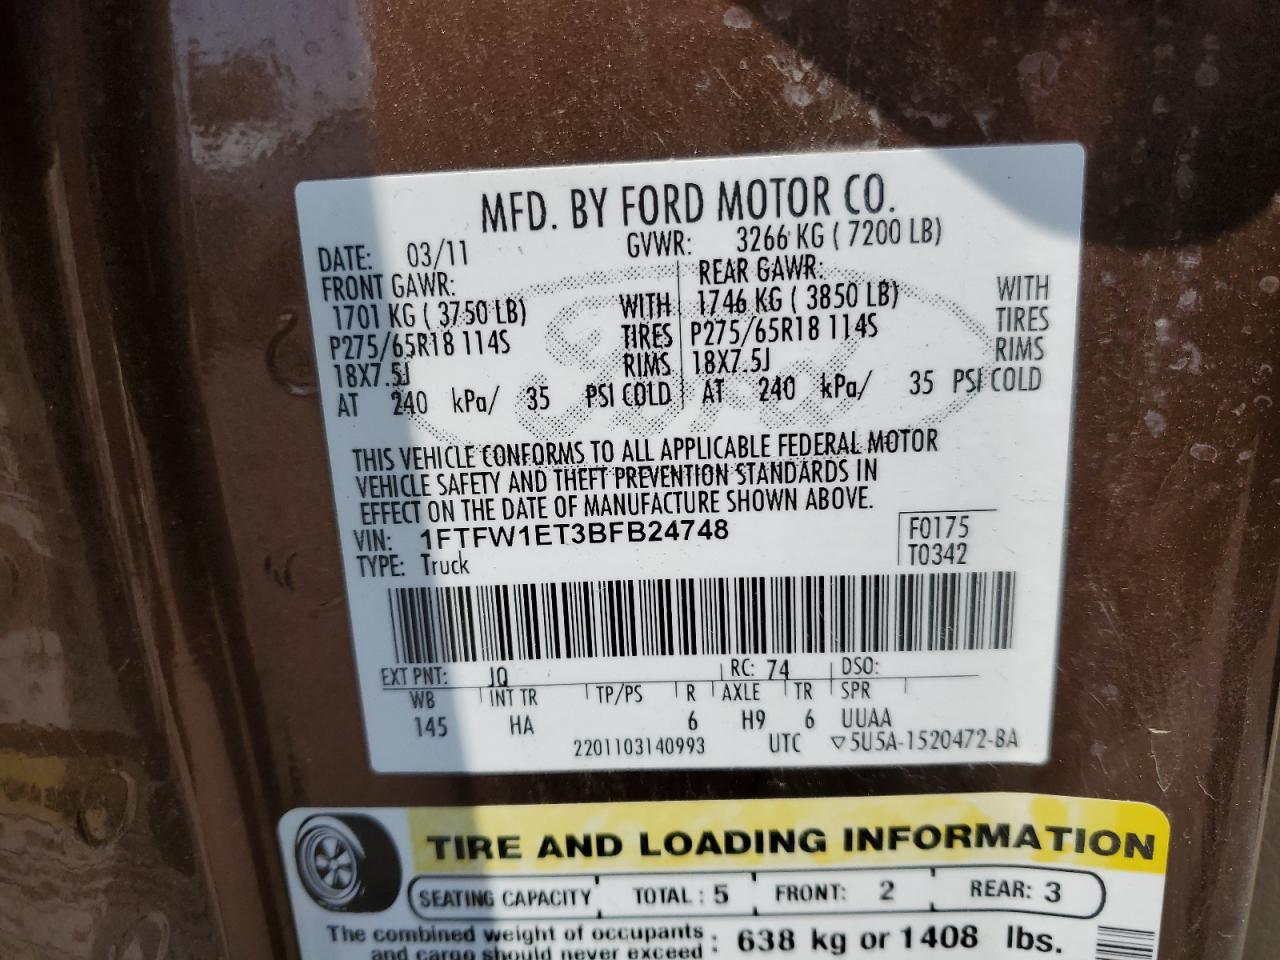 MFD. BY FORD MOTOR CO.
DATE: 03/11 GVWR: 3266 KG ( 7200 LB)
FRONT GAWR: REAR GAWR:
1701 KG ( 3750 LB) WITH 1746 KG ( 3850 LB) WITH
P275/65R18 114S TIRES P275/65R18 114S TIRES
18X7.5J RIMS 18X7.5J RIMS
AT 240 kPa/ 35 PSI COLD AT 240 kPa/ 35 PSI COLD
THIS VEHICLE CONFORMS TO ALL APPLICABLE FEDERAL MOTOR
VEHICLE SAFETY AND THEFT PREVENTION STANDARDS IN
EFFECT ON THE DATE OF MANUFACTURE SHOWN ABOVE.
VIN: 1FTFW1ET3BFB24748 F0175
TYPE: Truck T0342
EXT PNT: JQ RC: 74 DSO:
WB INT TR TP/PS R AXLE TR SPR
145 HA 6 H9 6 UUAA
2201103140993 UTC ▽5U5A-1520472-BA
TIRE AND LOADING INFORMATION
SEATING CAPACITY TOTAL : 5 FRONT: 2 REAR: 3
The combined weight of occupants
and cargo should never exceed : 638 kg or 1408 lbs.